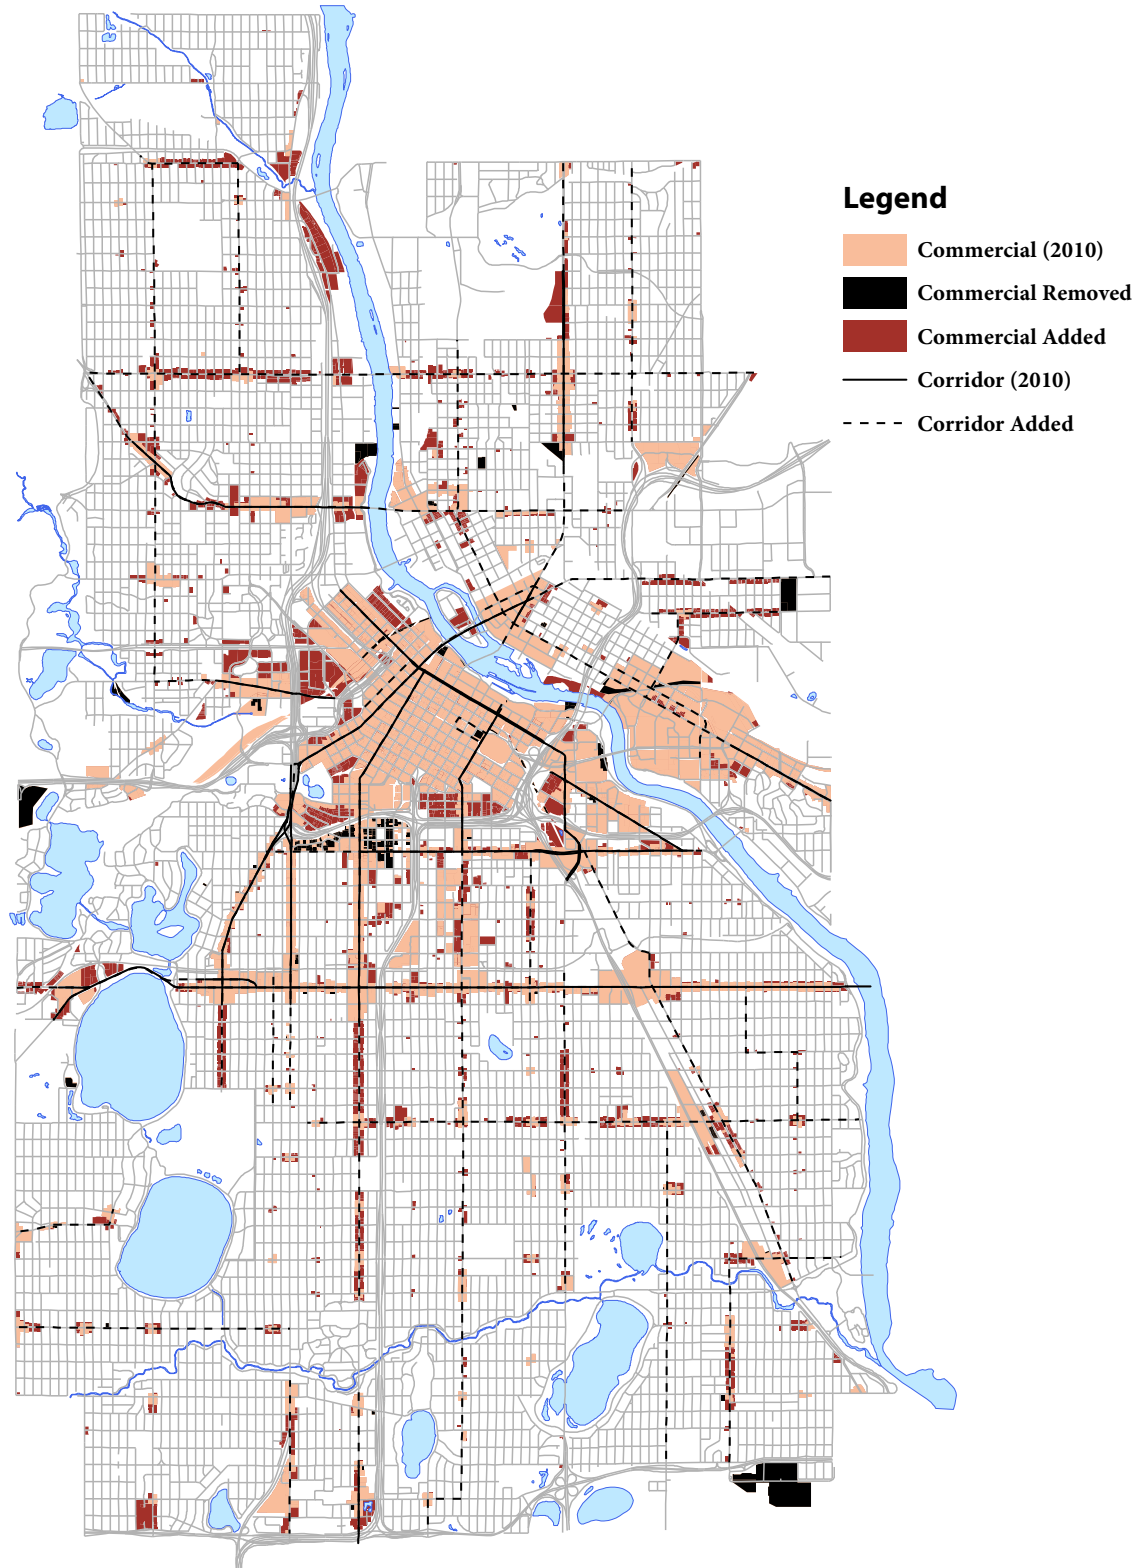 Legend
Commercial (2010)
Commercial Removed
Commercial Added
Corridor (2010)
Corridor Added